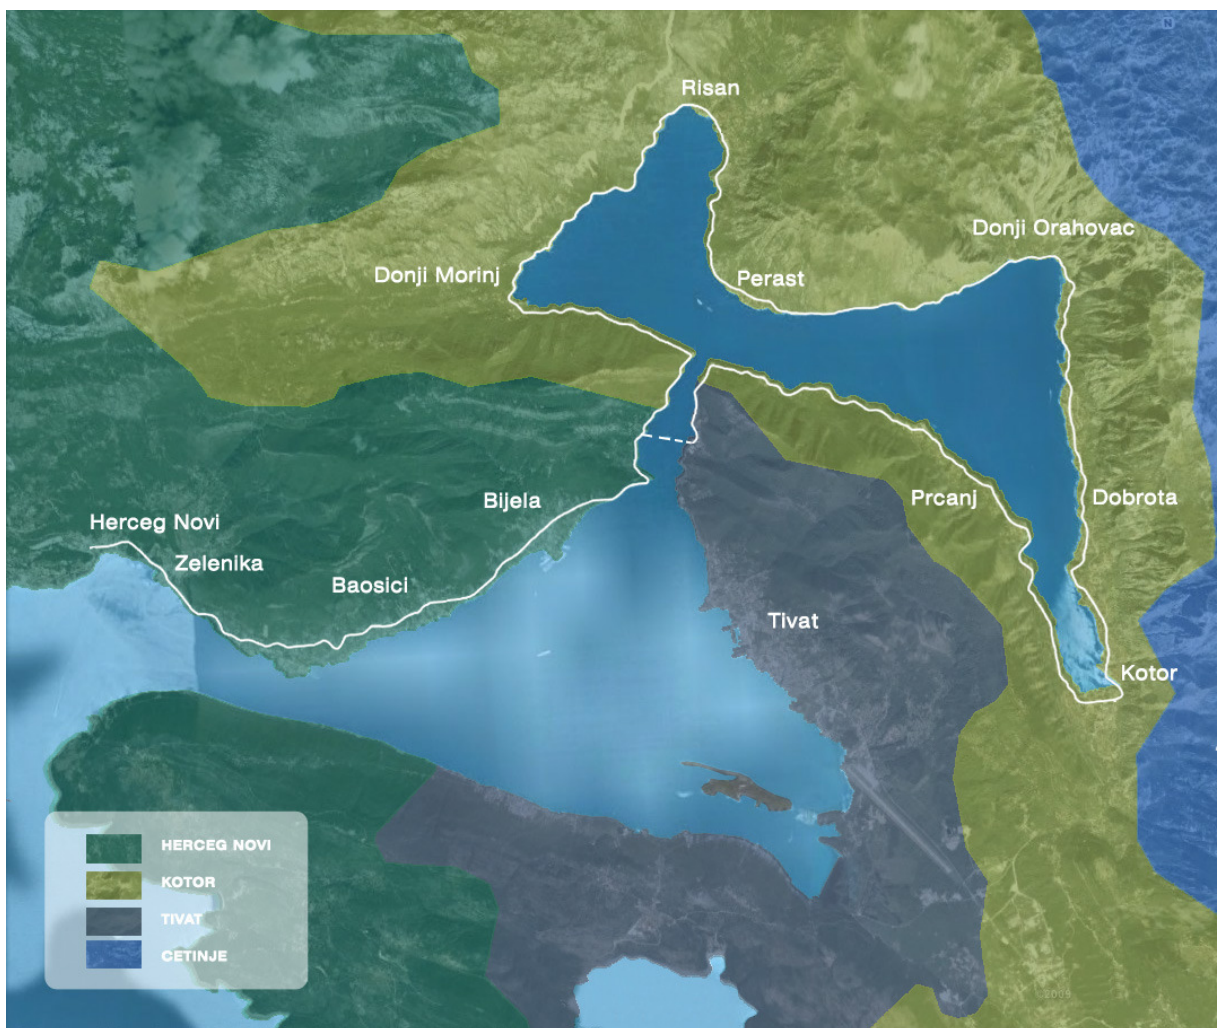 N
Risan
Donji Orahovac
Donji Morinj
Perast
Bijela
Prcanj
Dobrota
Herceg Novi
Zelenika
Baosici
Tivat
Kotor
HERCEG NOVI
KOTOR
TIVAT
CETINJE
2009